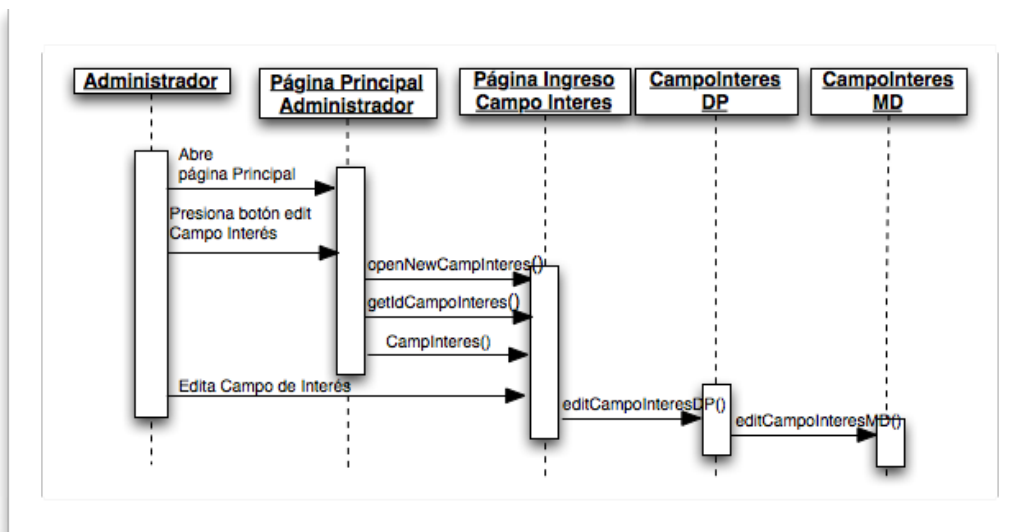 Administrador
Página Principal
Administrador
Página Ingreso
Campo Interes
CampoInteres
DP
CampoInteres
MD
Abre
página Principal
Presiona botón edit
Campo Interés
openNewCampInteres()
getIdCampoInteres()
CampInteres()
Edita Campo de Interés
editCampoInteresDP()
editCampoInteresMD()